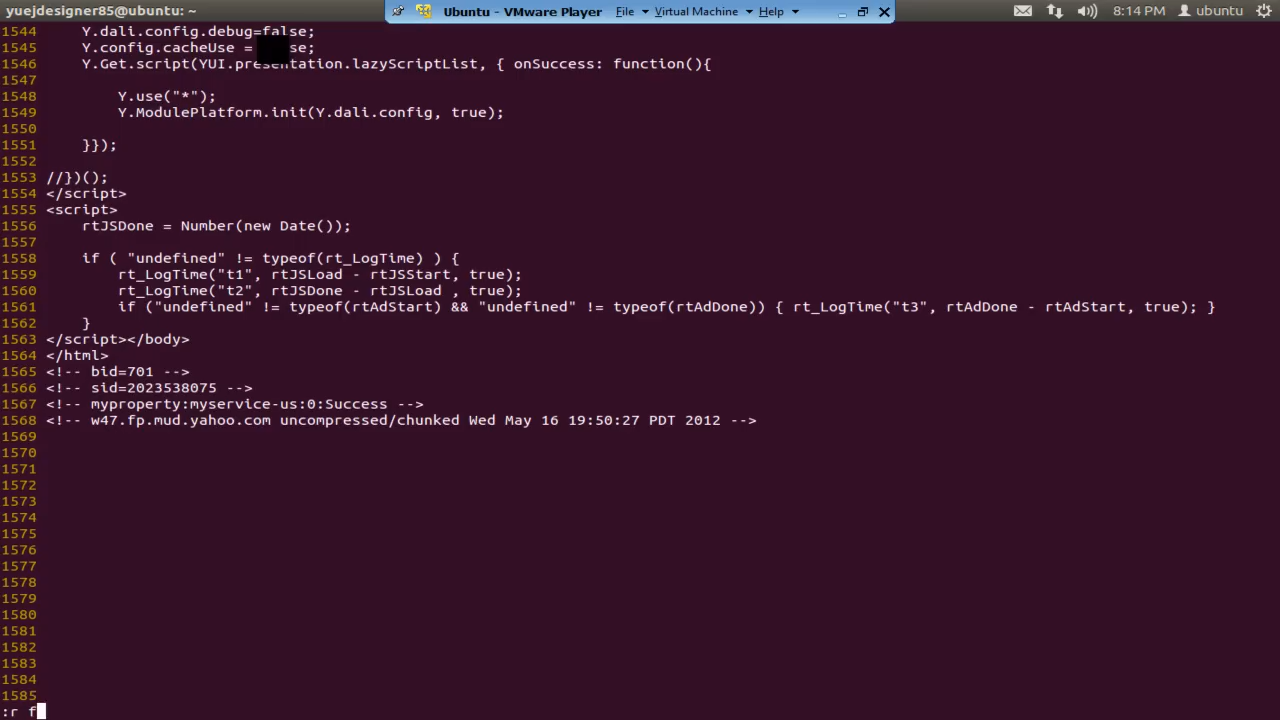 yuejdesigner85@ubuntu: ~
Ubuntu - VMware Player File Virtual Machine Help
8:14 PM ubuntu
1544 Y.dali.config.debug=false;
1545 Y.config.cacheUse = se;
1546 Y.Get.script(YUI.presentation.lazyScriptList, { onSuccess: function(){
1547
1548 Y.use("*");
1549 Y.ModulePlatform.init(Y.dali.config, true);
1550
1551 }});
1552
1553 //})();
1554 </script>
1555 <script>
1556 rtJSDone = Number(new Date());
1557
1558 if ( "undefined" != typeof(rt_LogTime) ) {
1559 rt_LogTime("t1", rtJSLoad - rtJSStart, true);
1560 rt_LogTime("t2", rtJSDone - rtJSLoad , true);
1561 if ("undefined" != typeof(rtAdStart) && "undefined" != typeof(rtAdDone)) { rt_LogTime("t3", rtAdDone - rtAdStart, true); }
1562 }
1563 </script></body>
1564 </html>
1565 <!-- bid=701 -->
1566 <!-- sid=2023538075 -->
1567 <!-- myproperty:myservice-us:0:Success -->
1568 <!-- w47.fp.mud.yahoo.com uncompressed/chunked Wed May 16 19:50:27 PDT 2012 -->
1569
1570
1571
1572
1573
1574
1575
1576
1577
1578
1579
1580
1581
1582
1583
1584
1585
:r f